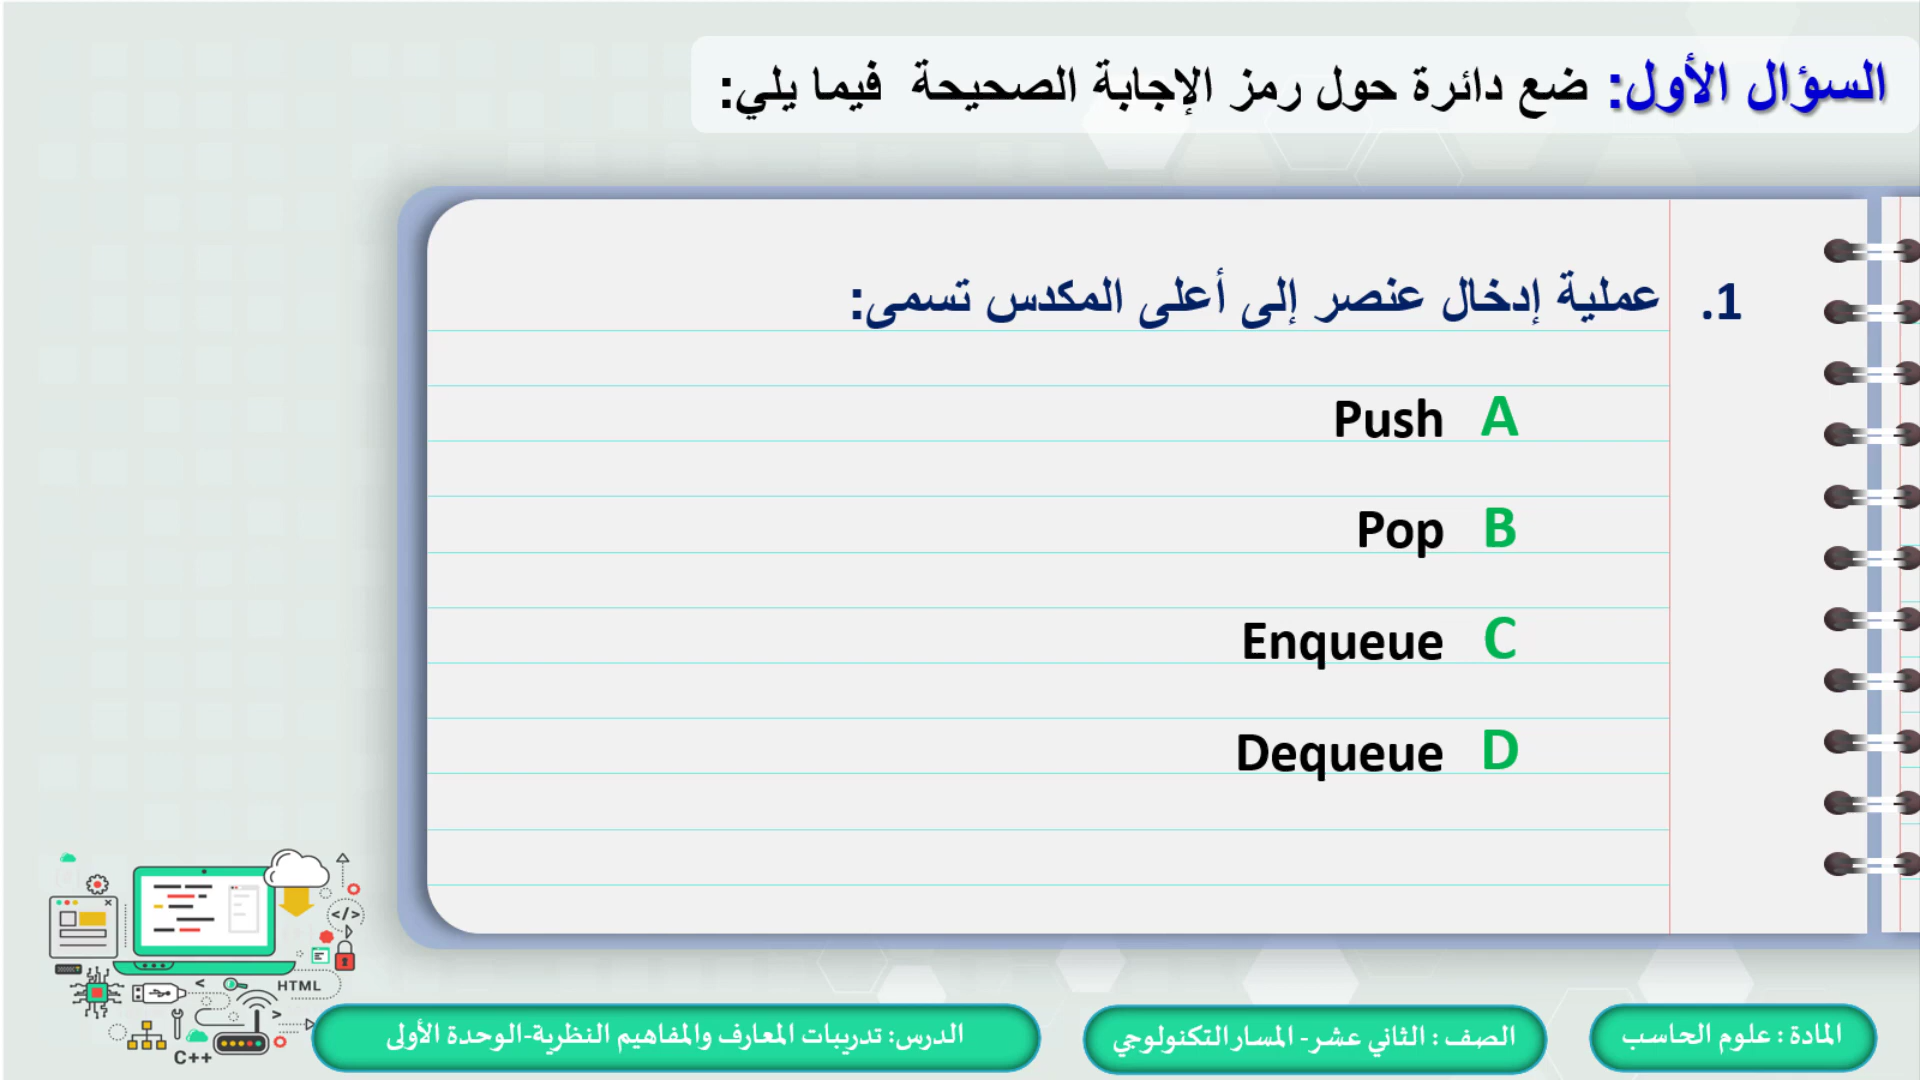 السؤال الأول: ضع دائرة حول رمز الإجابة الصحيحة فيما يلي:
1. عملية إدخال عنصر إلى أعلى المكدس تسمى:
A Push
B Pop
C Enqueue
D Dequeue
</>
HTML
C++
المادة : علوم الحاسب
الصف : الثاني عشر- المسار التكنولوجي
الدرس: تدريبات المعارف والمفاهيم النظرية-الوحدة الأولى